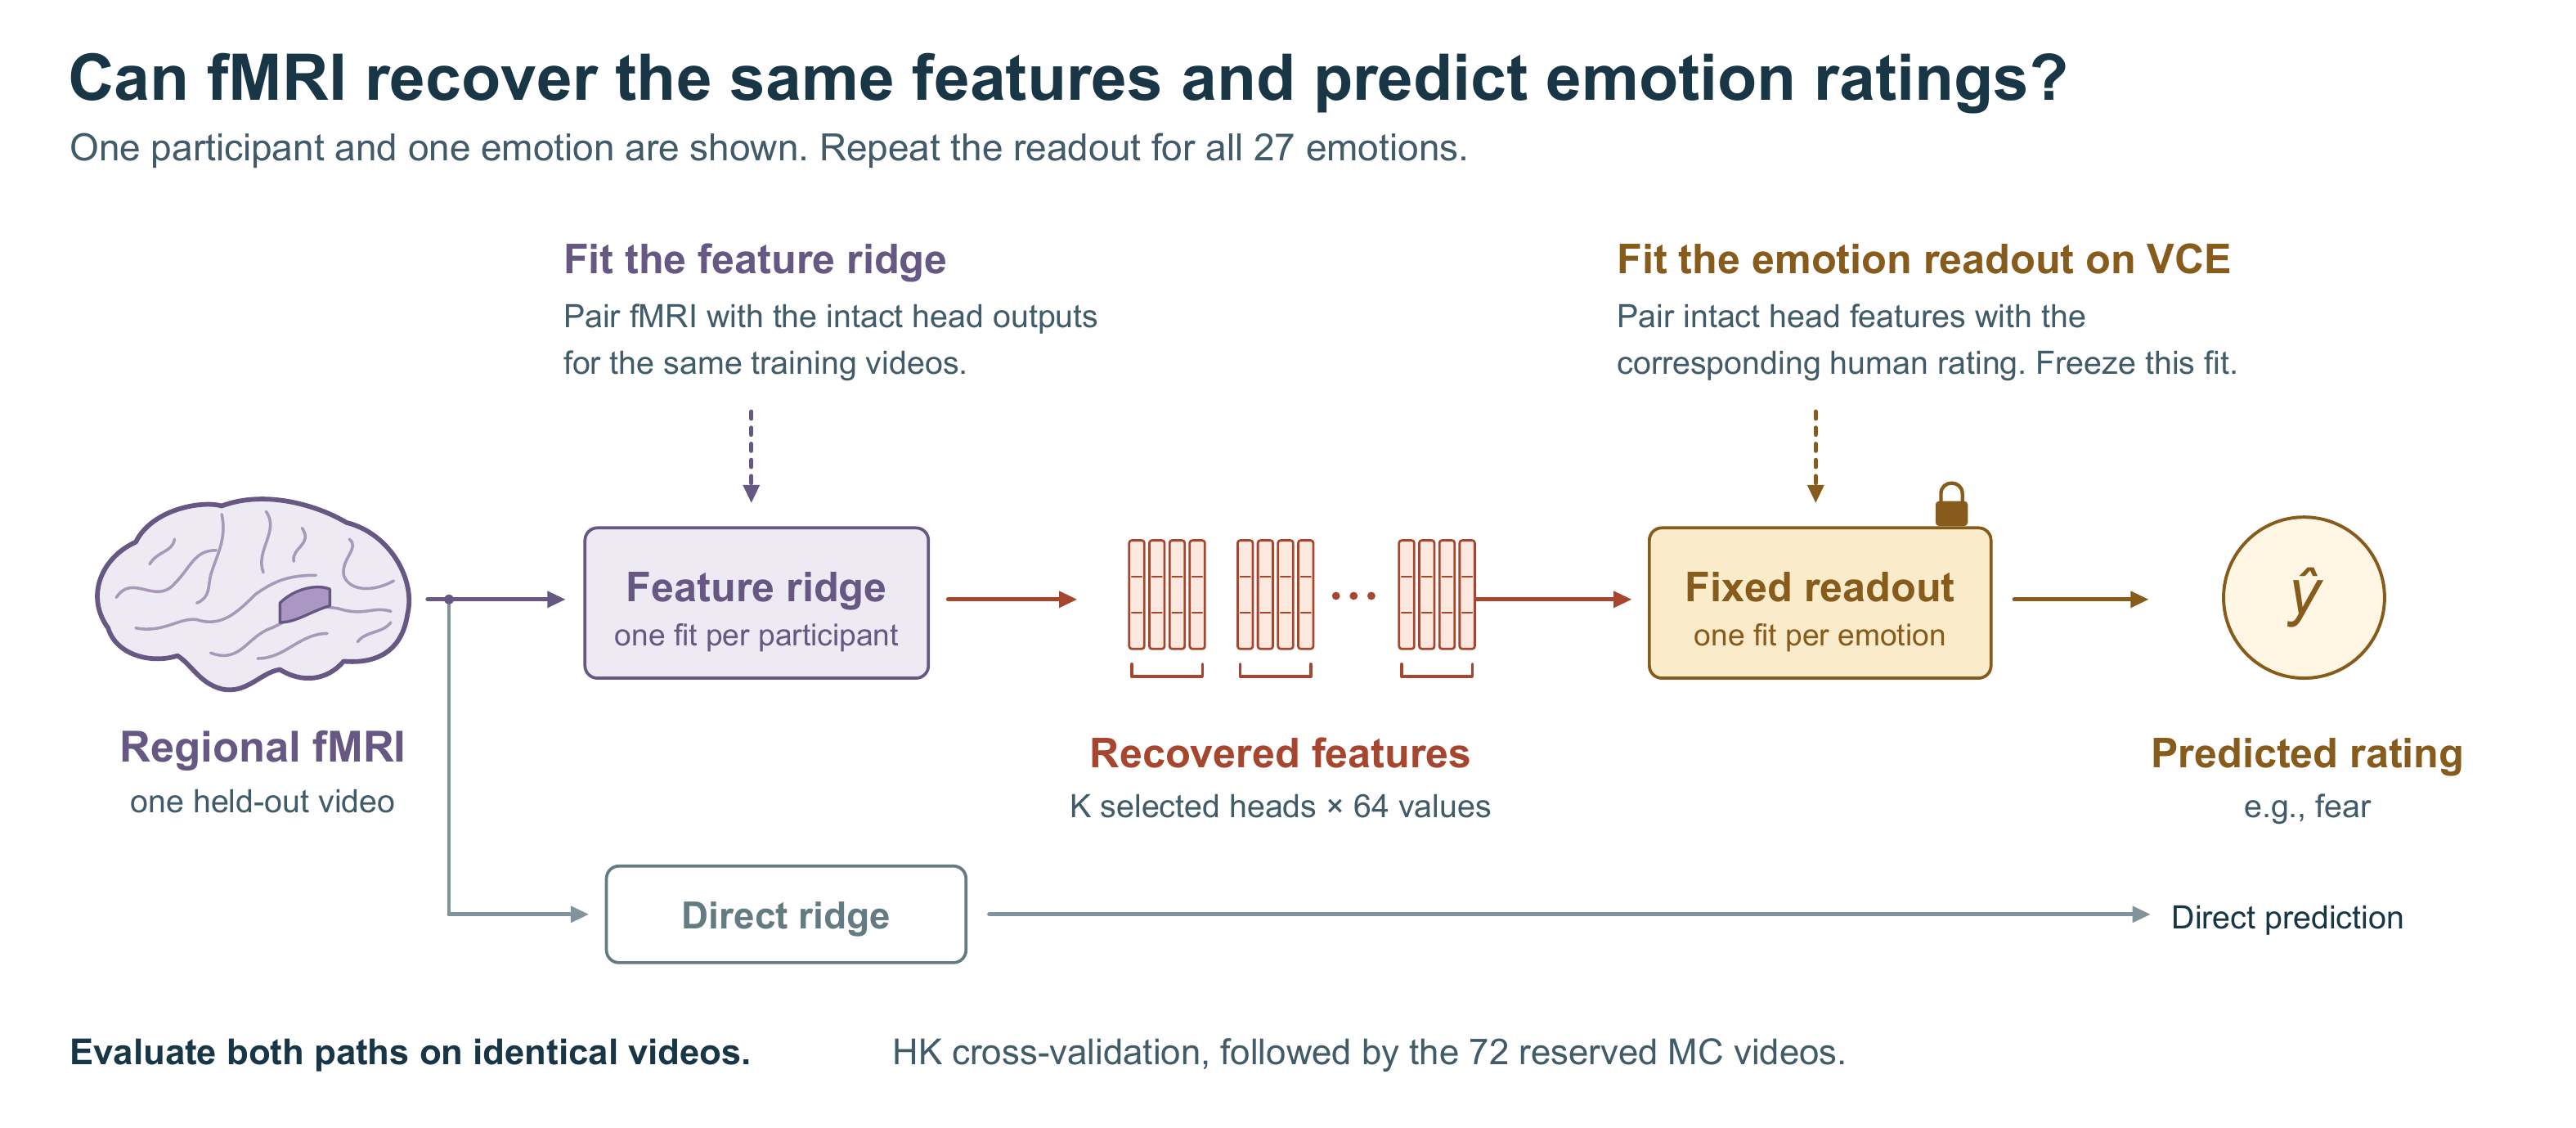 Can fMRI recover the same features and predict emotion ratings?
One participant and one emotion are shown. Repeat the readout for all 27 emotions.
Fit the feature ridge
Pair fMRI with the intact head outputs
for the same training videos.
Fit the emotion readout on VCE
Pair intact head features with the
corresponding human rating. Freeze this fit.
Regional fMRI
one held-out video
Feature ridge
one fit per participant
Recovered features
K selected heads × 64 values
Fixed readout
one fit per emotion
ŷ
Predicted rating
e.g., fear
Direct ridge
Direct prediction
Evaluate both paths on identical videos.
HK cross-validation, followed by the 72 reserved MC videos.